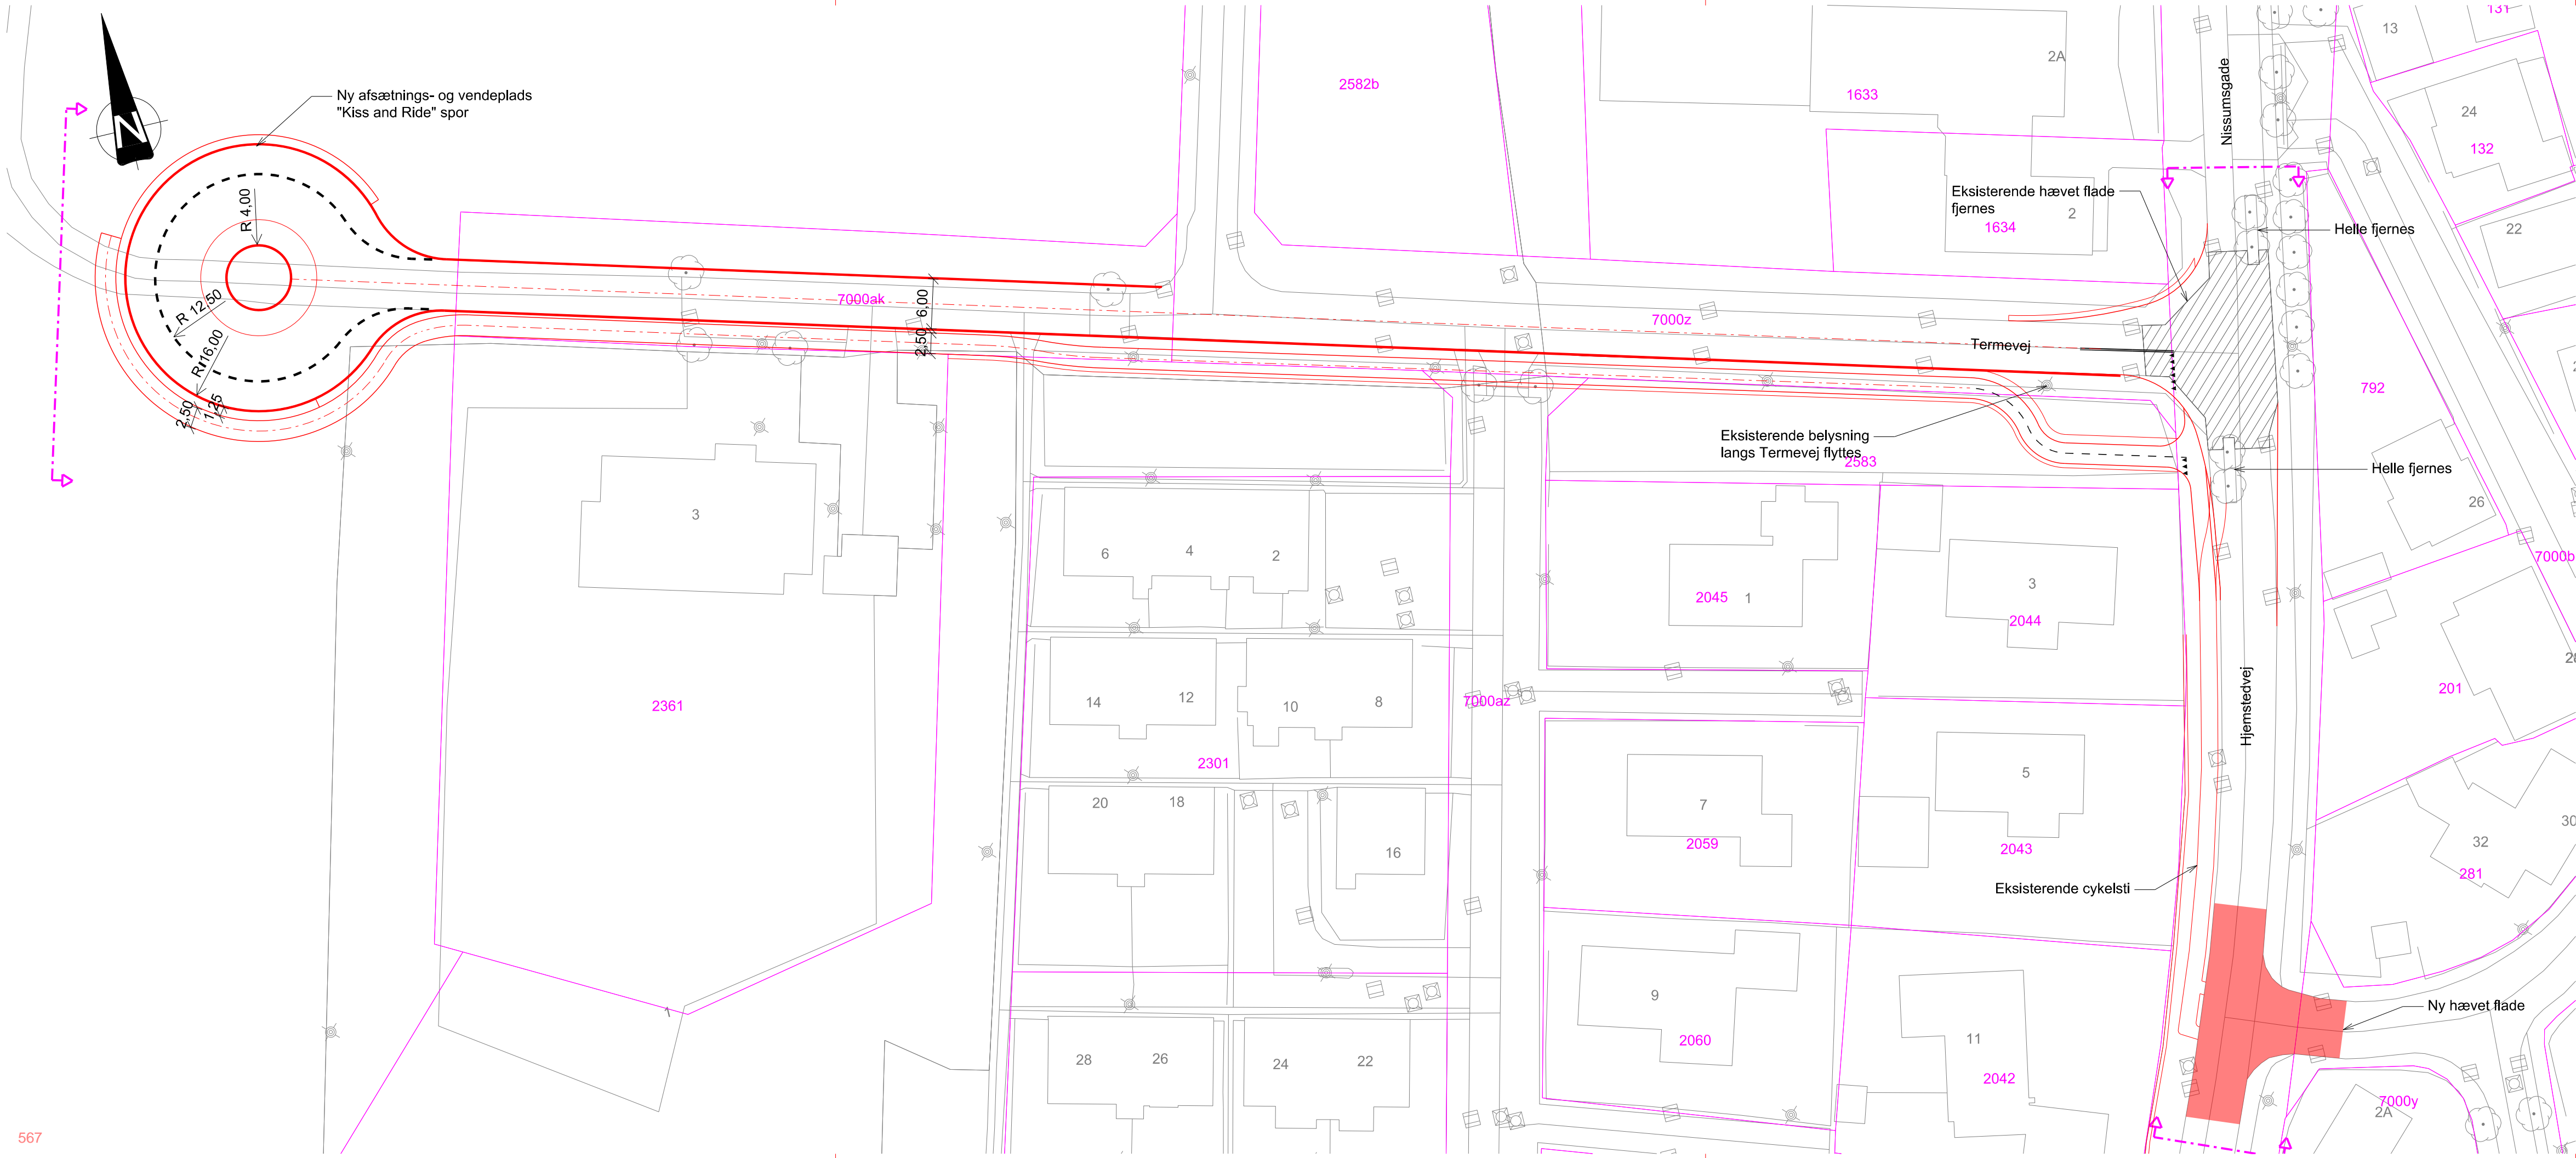 Ny afsætnings- og vendeplads
"Kiss and Ride" spor
N
R 4,00
R 12,50
R 16,00
2,50
1,25
6,00
2,50
7000ak
2582b
1633
2A
1634
2
Nissumsgade
Eksisterende hævet flade
fjernes
Helle fjernes
7000z
Termevej
Eksisterende belysning
langs Termevej flyttes
2583
Helle fjernes
13
131
24
132
22
792
26
7000b
201
3
2361
6
4
2
14
12
10
8
2301
20
18
16
28
26
24
22
7000az
2045
1
3
2044
7
2059
5
2043
9
2060
11
2042
Hjemstedvej
Eksisterende cykelsti
Ny hævet flade
32
30
281
7000y
2A
567